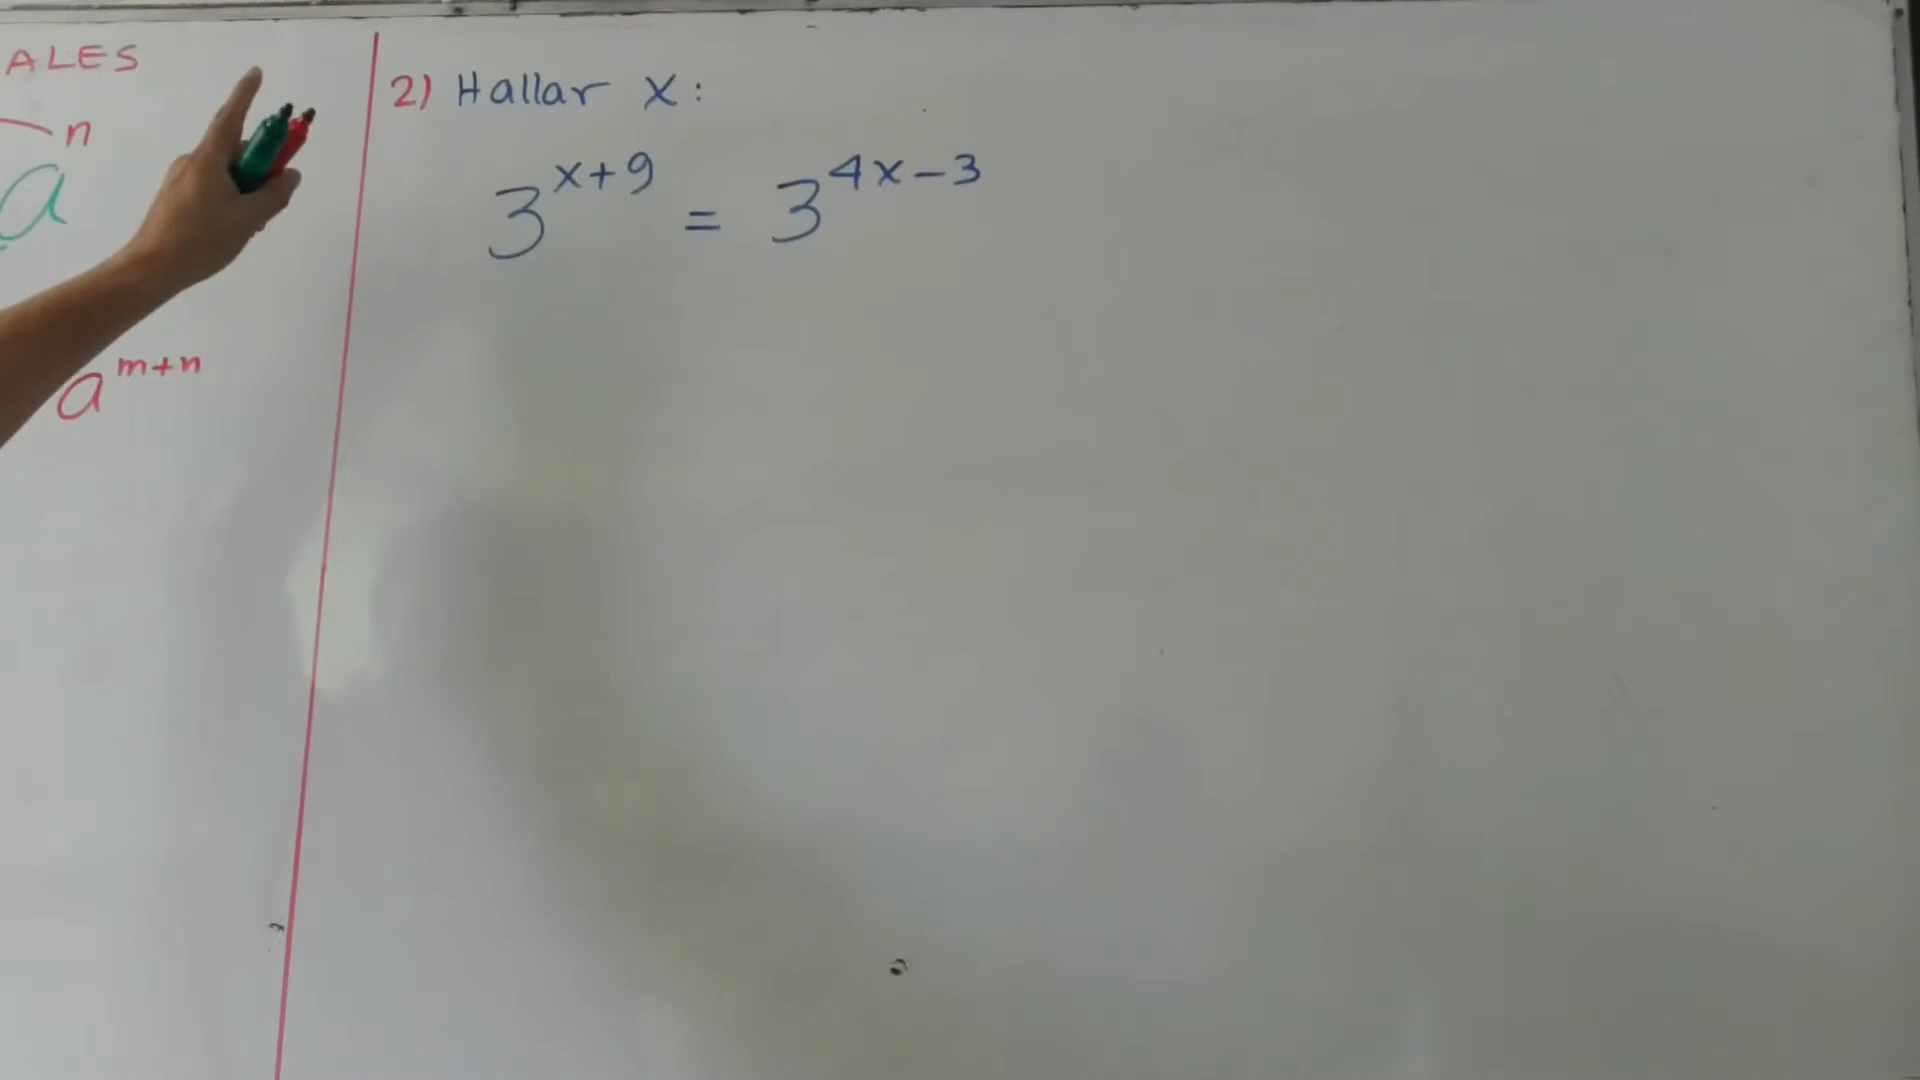 ALES
n
a
a^{m+n}
2) Hallar X:
3^{x+9} = 3^{4x-3}